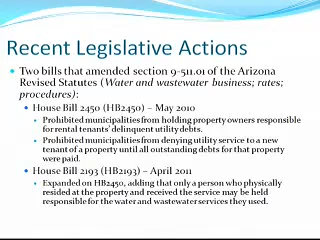 Recent Legislative Actions
Two bills that amended section 9-511.01 of the Arizona
Revised Statutes (Water and wastewater business; rates;
procedures):
House Bill 2450 (HB2450) – May 2010
Prohibited municipalities from holding property owners responsible
for rental tenants' delinquent utility debts.
Prohibited municipalities from denying utility service to a new
tenant of a property until all outstanding debts for that property
were paid.
House Bill 2193 (HB2193) – April 2011
Expanded on HB2450, adding that only a person who physically
resided at the property and received the service may be held
responsible for the water and wastewater services they used.